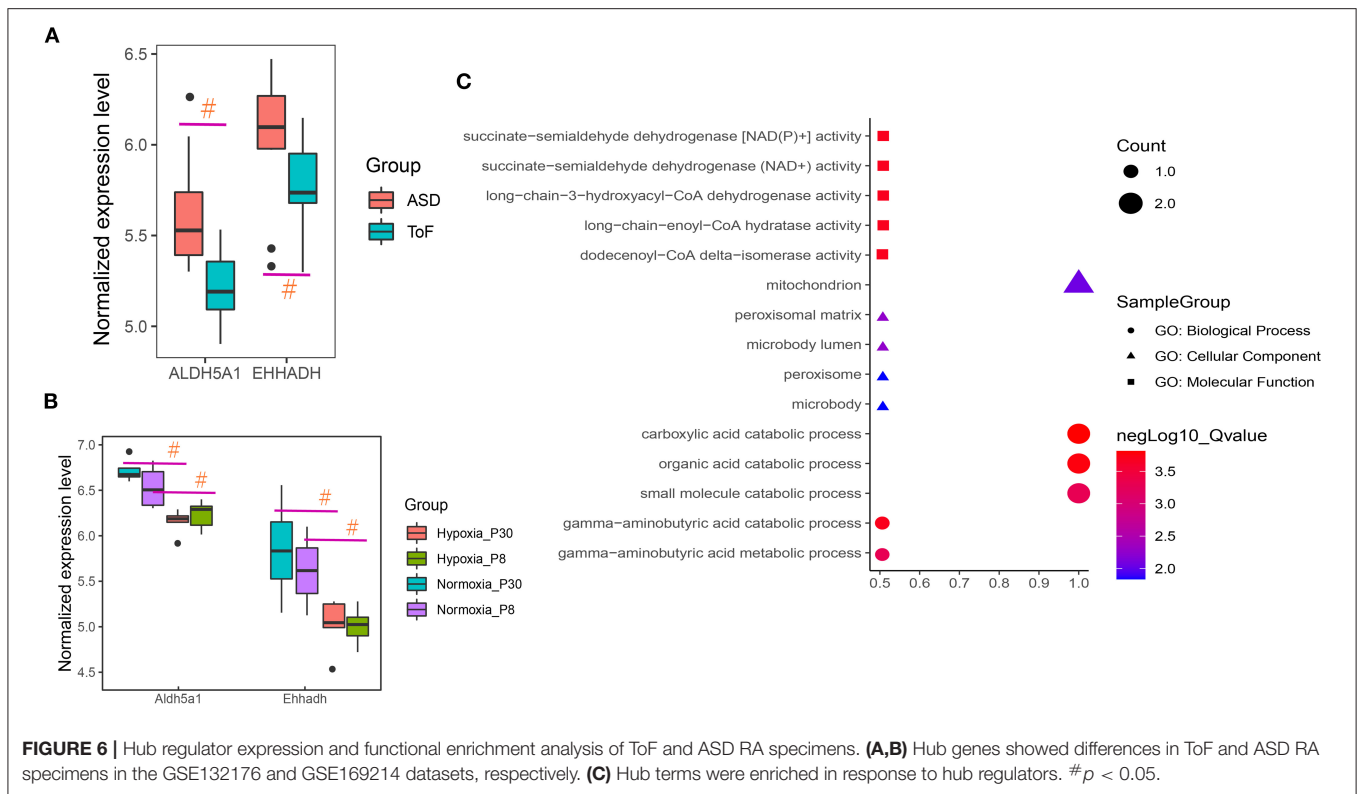 A
Normalized expression level
6.5
6.0
5.5
5.0
#
#
ALDH5A1 EHHADH
Group
ASD
ToF
B
Normalized expression level
7.0
6.5
6.0
5.5
5.0
4.5
#
#
#
#
Aldh5a1 Ehhadh
Group
Hypoxia_P30
Hypoxia_P8
Normoxia_P30
Normoxia_P8
C
succinate−semialdehyde dehydrogenase [NAD(P)+] activity
succinate−semialdehyde dehydrogenase (NAD+) activity
long−chain−3−hydroxyacyl−CoA dehydrogenase activity
long−chain−enoyl−CoA hydratase activity
dodecenoyl−CoA delta−isomerase activity
mitochondrion
peroxisomal matrix
microbody lumen
peroxisome
microbody
carboxylic acid catabolic process
organic acid catabolic process
small molecule catabolic process
gamma−aminobutyric acid catabolic process
gamma−aminobutyric acid metabolic process
0.5 0.6 0.7 0.8 0.9 1.0
Count
1.0
2.0
SampleGroup
GO: Biological Process
GO: Cellular Component
GO: Molecular Function
negLog10_Qvalue
3.5
3.0
2.5
2.0
FIGURE 6 | Hub regulator expression and functional enrichment analysis of ToF and ASD RA specimens. (A,B) Hub genes showed differences in ToF and ASD RA
specimens in the GSE132176 and GSE169214 datasets, respectively. (C) Hub terms were enriched in response to hub regulators. #p < 0.05.